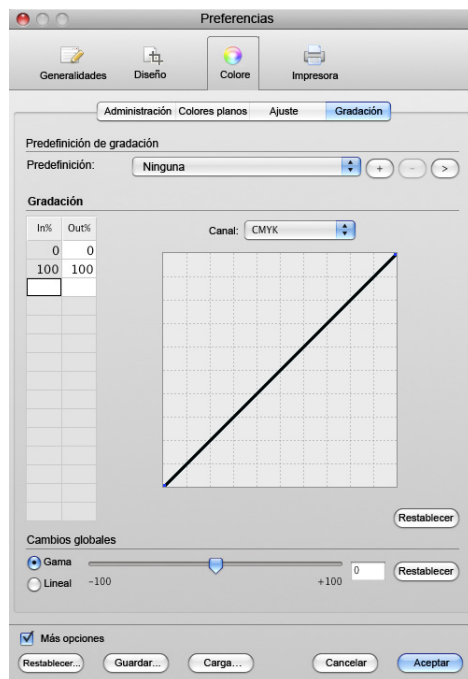 Preferencias
Generalidades Diseño Colore Impresora
Administración Colores planos Ajuste Gradación
Predefinición de gradación
Predefinición: Ninguna + - >
Gradación
In% Out% Canal: CMYK
0 0
100 100
Restablecer
Cambios globales
Gama
Lineal -100 +100 0 Restablecer
Más opciones
Restablecer... Guardar... Carga... Cancelar Aceptar